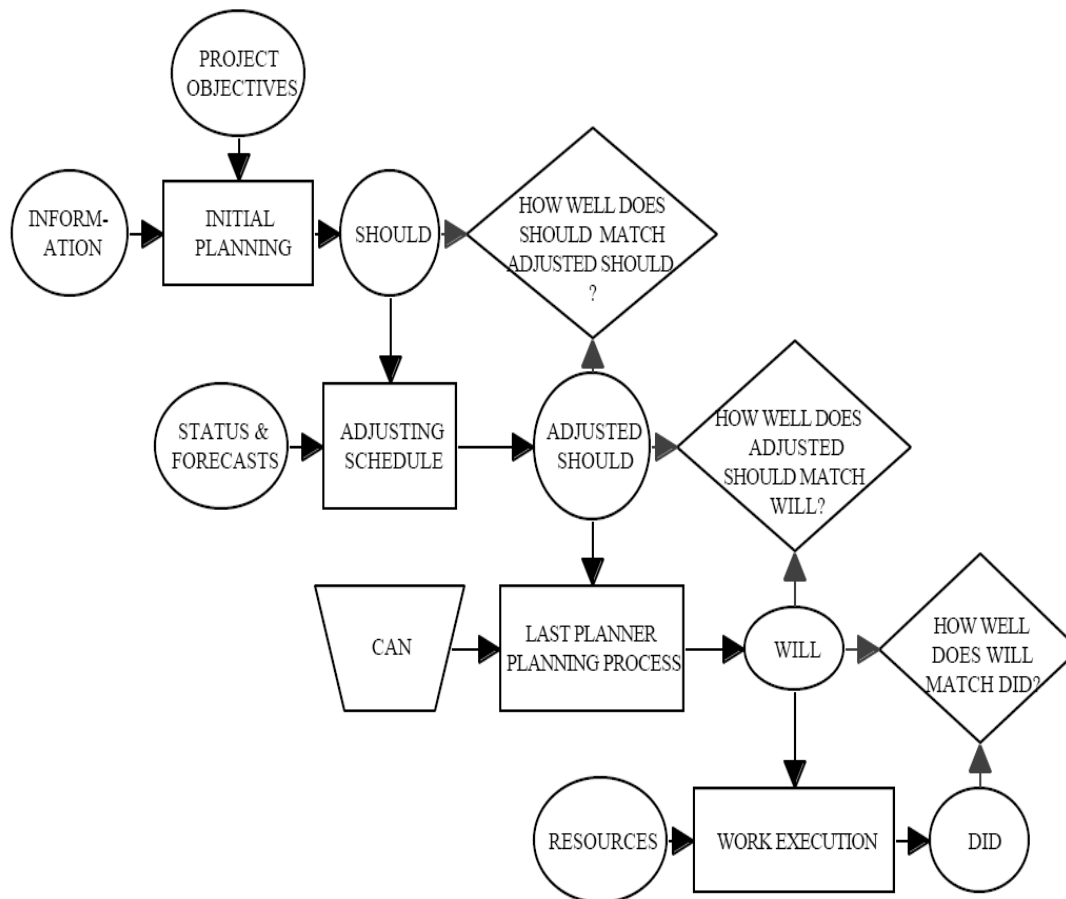 PROJECT
OBJECTIVES
INFORM-
ATION
INITIAL
PLANNING
SHOULD
HOW WELL DOES
SHOULD MATCH
ADJUSTED SHOULD
?
STATUS &
FORECASTS
ADJUSTING
SCHEDULE
ADJUSTED
SHOULD
HOW WELL DOES
ADJUSTED
SHOULD MATCH
WILL?
CAN
LAST PLANNER
PLANNING PROCESS
WILL
HOW WELL
DOES WILL
MATCH DID?
RESOURCES
WORK EXECUTION
DID